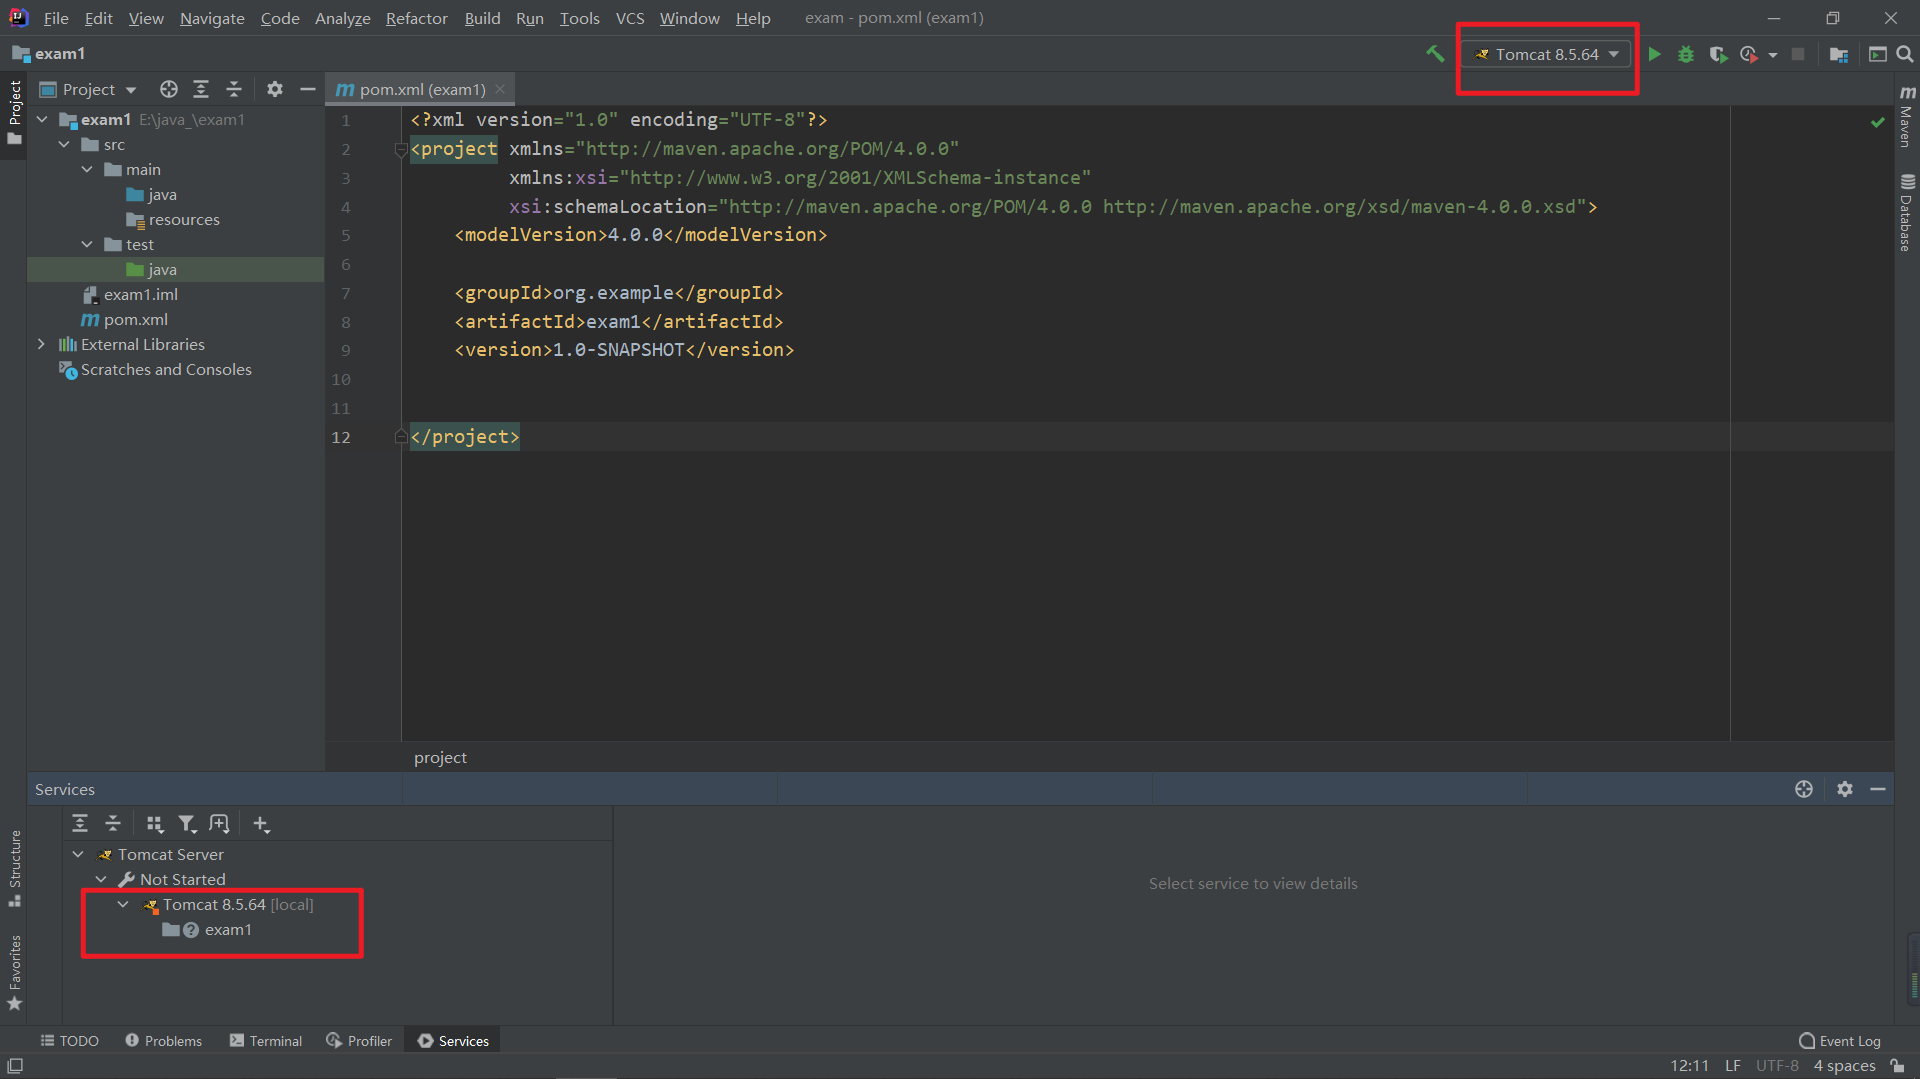 File Edit View Navigate Code Analyze Refactor Build Run Tools VCS Window Help exam - pom.xml (exam1)
exam1
Tomcat 8.5.64
Project
Project
pom.xml (exam1)
exam1 E:\java_\exam1
src
main
java
resources
test
java
exam1.iml
pom.xml
External Libraries
Scratches and Consoles
1 <?xml version="1.0" encoding="UTF-8"?>
2 <project xmlns="http://maven.apache.org/POM/4.0.0"
3 xmlns:xsi="http://www.w3.org/2001/XMLSchema-instance"
4 xsi:schemaLocation="http://maven.apache.org/POM/4.0.0 http://maven.apache.org/xsd/maven-4.0.0.xsd">
5 <modelVersion>4.0.0</modelVersion>
6
7 <groupId>org.example</groupId>
8 <artifactId>exam1</artifactId>
9 <version>1.0-SNAPSHOT</version>
10
11
12 </project>
Maven
Database
project
Services
Tomcat Server
Not Started
Tomcat 8.5.64 [local]
exam1
Select service to view details
Structure
Favorites
TODO Problems Terminal Profiler Services Event Log
12:11 LF UTF-8 4 spaces